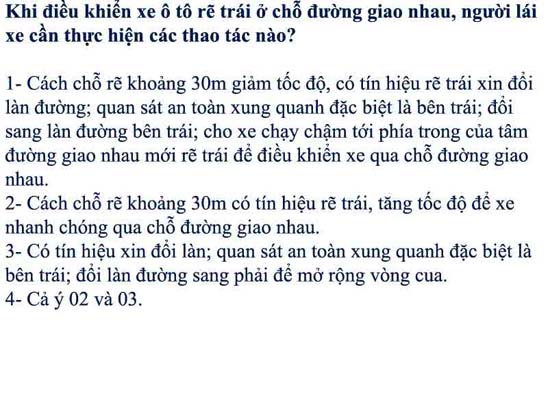 Khi điều khiển xe ô tô rẽ trái ở chỗ đường giao nhau, người lái
xe cần thực hiện các thao tác nào?
1- Cách chỗ rẽ khoảng 30m giảm tốc độ, có tín hiệu rẽ trái xin đổi
làn đường; quan sát an toàn xung quanh đặc biệt là bên trái; đổi
sang làn đường bên trái; cho xe chạy chậm tới phía trong của tâm
đường giao nhau mới rẽ trái để điều khiển xe qua chỗ đường giao
nhau.
2- Cách chỗ rẽ khoảng 30m có tín hiệu rẽ trái, tăng tốc độ để xe
nhanh chóng qua chỗ đường giao nhau.
3- Có tín hiệu xin đổi làn; quan sát an toàn xung quanh đặc biệt là
bên trái; đổi làn đường sang phải để mở rộng vòng cua.
4- Cả ý 02 và 03.